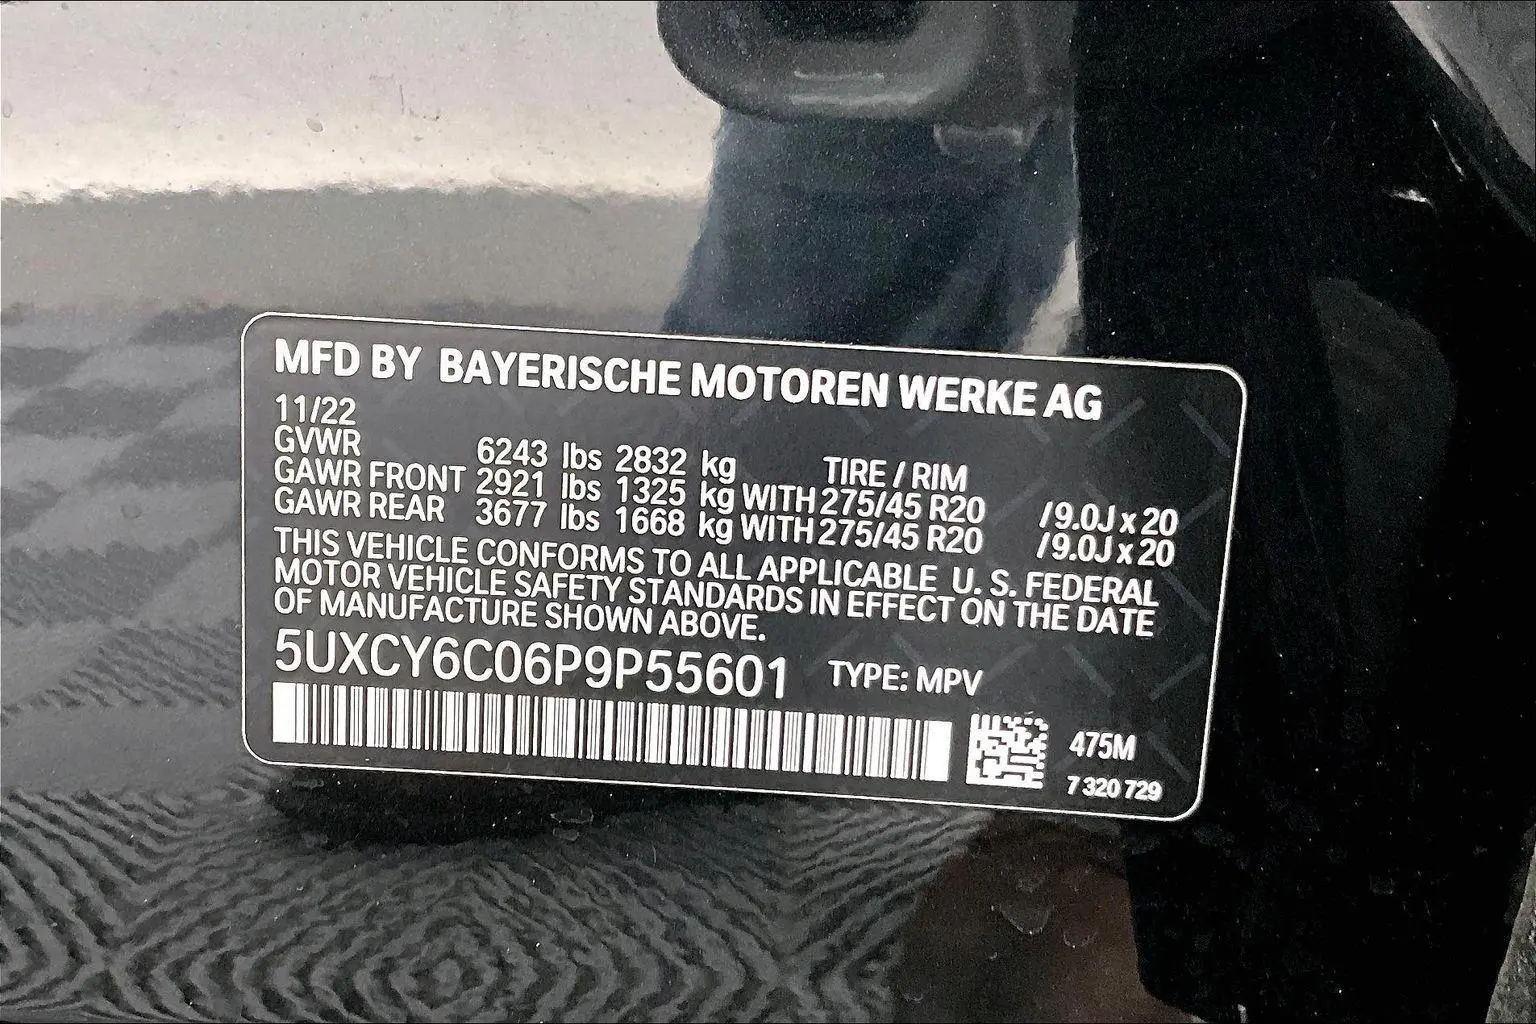 MFD BY BAYERISCHE MOTOREN WERKE AG
11/22
GVWR 6243 lbs 2832 kg TIRE / RIM
GAWR FRONT 2921 lbs 1325 kg WITH 275/45 R20 /9.0J x 20
GAWR REAR 3677 lbs 1668 kg WITH 275/45 R20 /9.0J x 20
THIS VEHICLE CONFORMS TO ALL APPLICABLE U. S. FEDERAL
MOTOR VEHICLE SAFETY STANDARDS IN EFFECT ON THE DATE
OF MANUFACTURE SHOWN ABOVE.
5UXCY6C06P9P55601 TYPE: MPV
475M
7 320 729